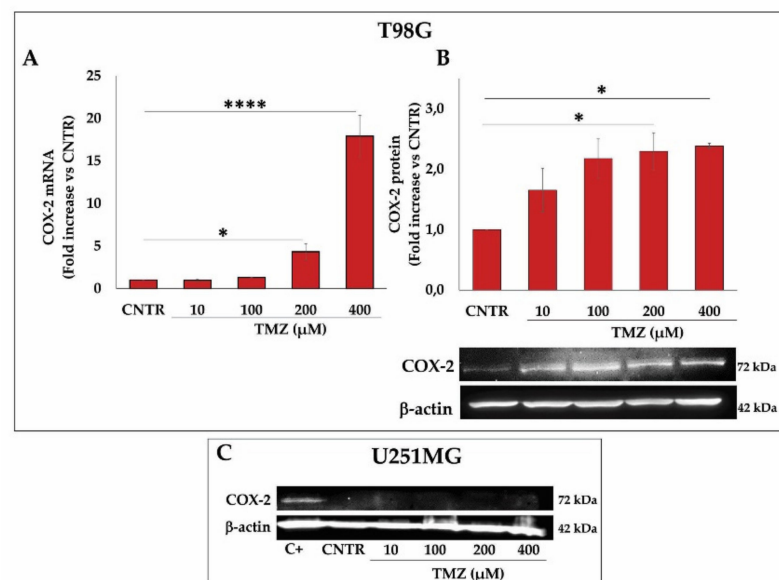 T98G
A
25
20
15
10
5
0
COX-2 mRNA
(Fold increase vs CNTR)
****
*
CNTR 10 100 200 400
TMZ (μM)
B
3,0
2,0
1,0
0,0
COX-2 protein
(Fold increase vs CNTR)
*
*
CNTR 10 100 200 400
TMZ (μM)
COX-2 72 kDa
β-actin 42 kDa
C U251MG
COX-2 72 kDa
β-actin 42 kDa
C+ CNTR 10 100 200 400
TMZ (μM)